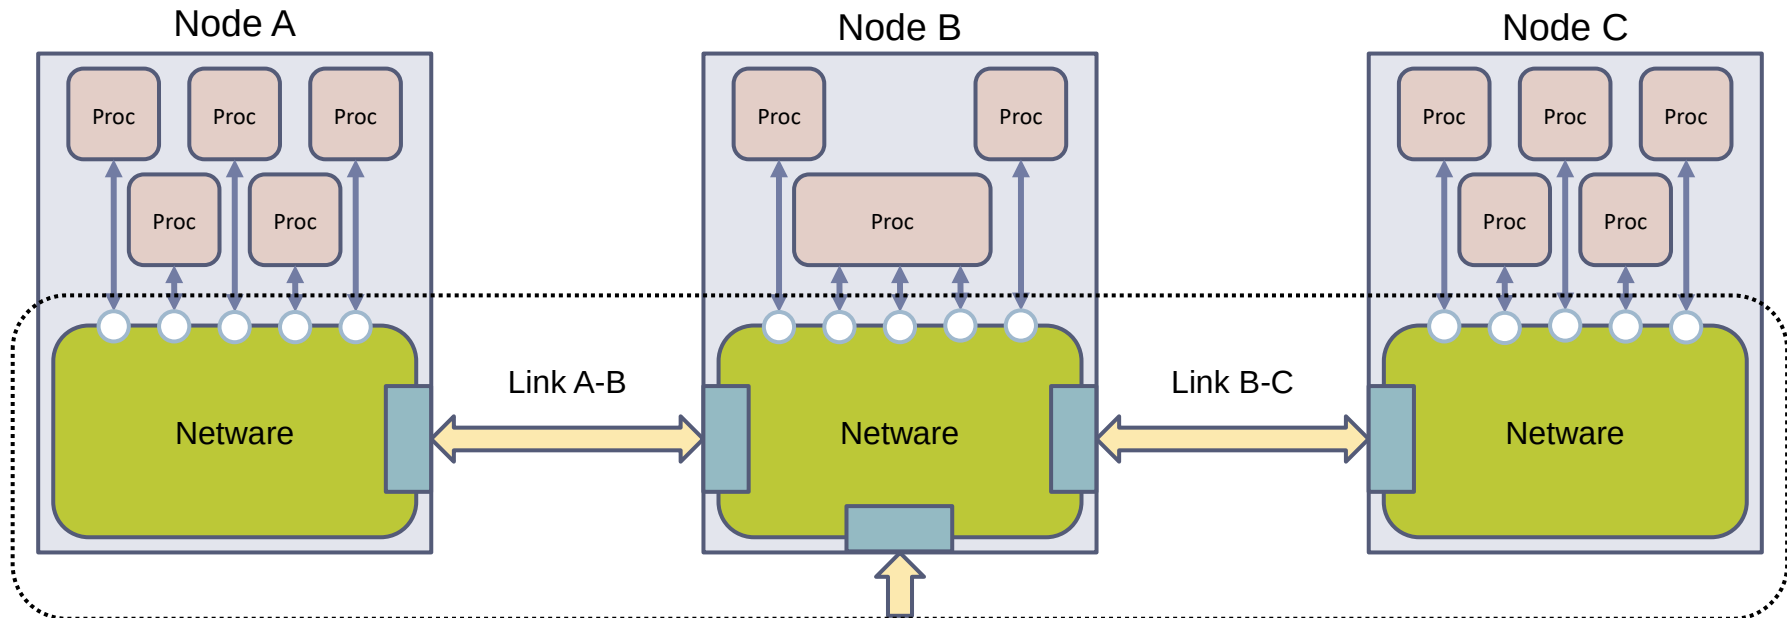 Node A
Node B
Node C
Proc
Proc
Proc
Proc
Proc
Proc
Proc
Proc
Proc
Proc
Proc
Proc
Proc
Link A-B
Link B-C
Netware
Netware
Netware